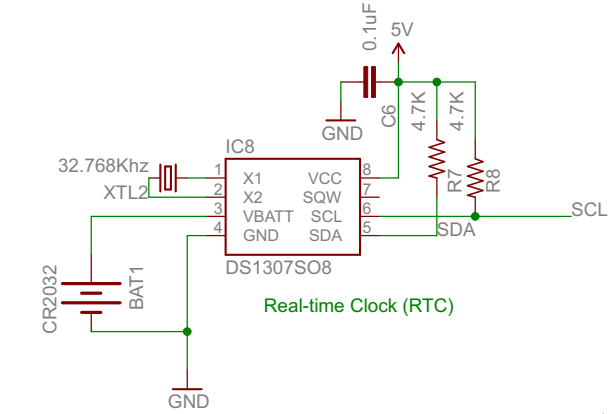 0.1uF
5V
GND
C6
4.7K
4.7K
R7
R8
IC8
32.768Khz
XTL2
1
2
3
4
X1
X2
VBATT
GND
VCC
SQW
SCL
SDA
8
7
6
5
SCL
SDA
DS1307SO8
CR2032
BAT1
Real-time Clock (RTC)
GND